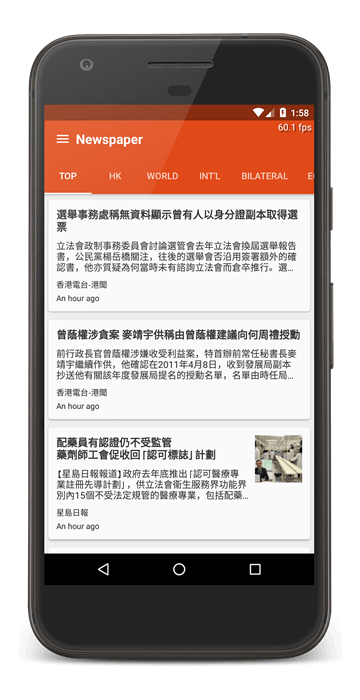 1:58
60.1 fps
Newspaper
TOP HK WORLD INT'L BILATERAL
選舉事務處稱無資料顯示曾有人以身分證副本取得選
票
立法會政制事務委員會討論選管會去年立法會換屆選舉報告
書，公民黨楊岳橋關注，往後的選舉會否沿用簽署額外的確
認書，他亦質疑為何當時未有諮詢立法會而倉卒推行。選…
香港電台-港聞
An hour ago
曾蔭權涉貪案 麥靖宇供稱由曾蔭權建議向何周禮授勳
前行政長官曾蔭權涉嫌收受利益案，特首辦前常任秘書長麥
靖宇繼續作供，他確認在2011年4月8日，收到發展局副本
抄送他有關該年度發展局提名的授勳名單，名單由時任局…
香港電台-港聞
An hour ago
配藥員有認證仍不受監管
藥劑師工會促收回「認可標誌」計劃
【星島日報報道】政府去年底推出「認可醫療專
業註冊先導計劃」，供立法會衞生服務界功能界
別內15個不受法定規管的醫療專業，包括配藥…
星島日報
An hour ago